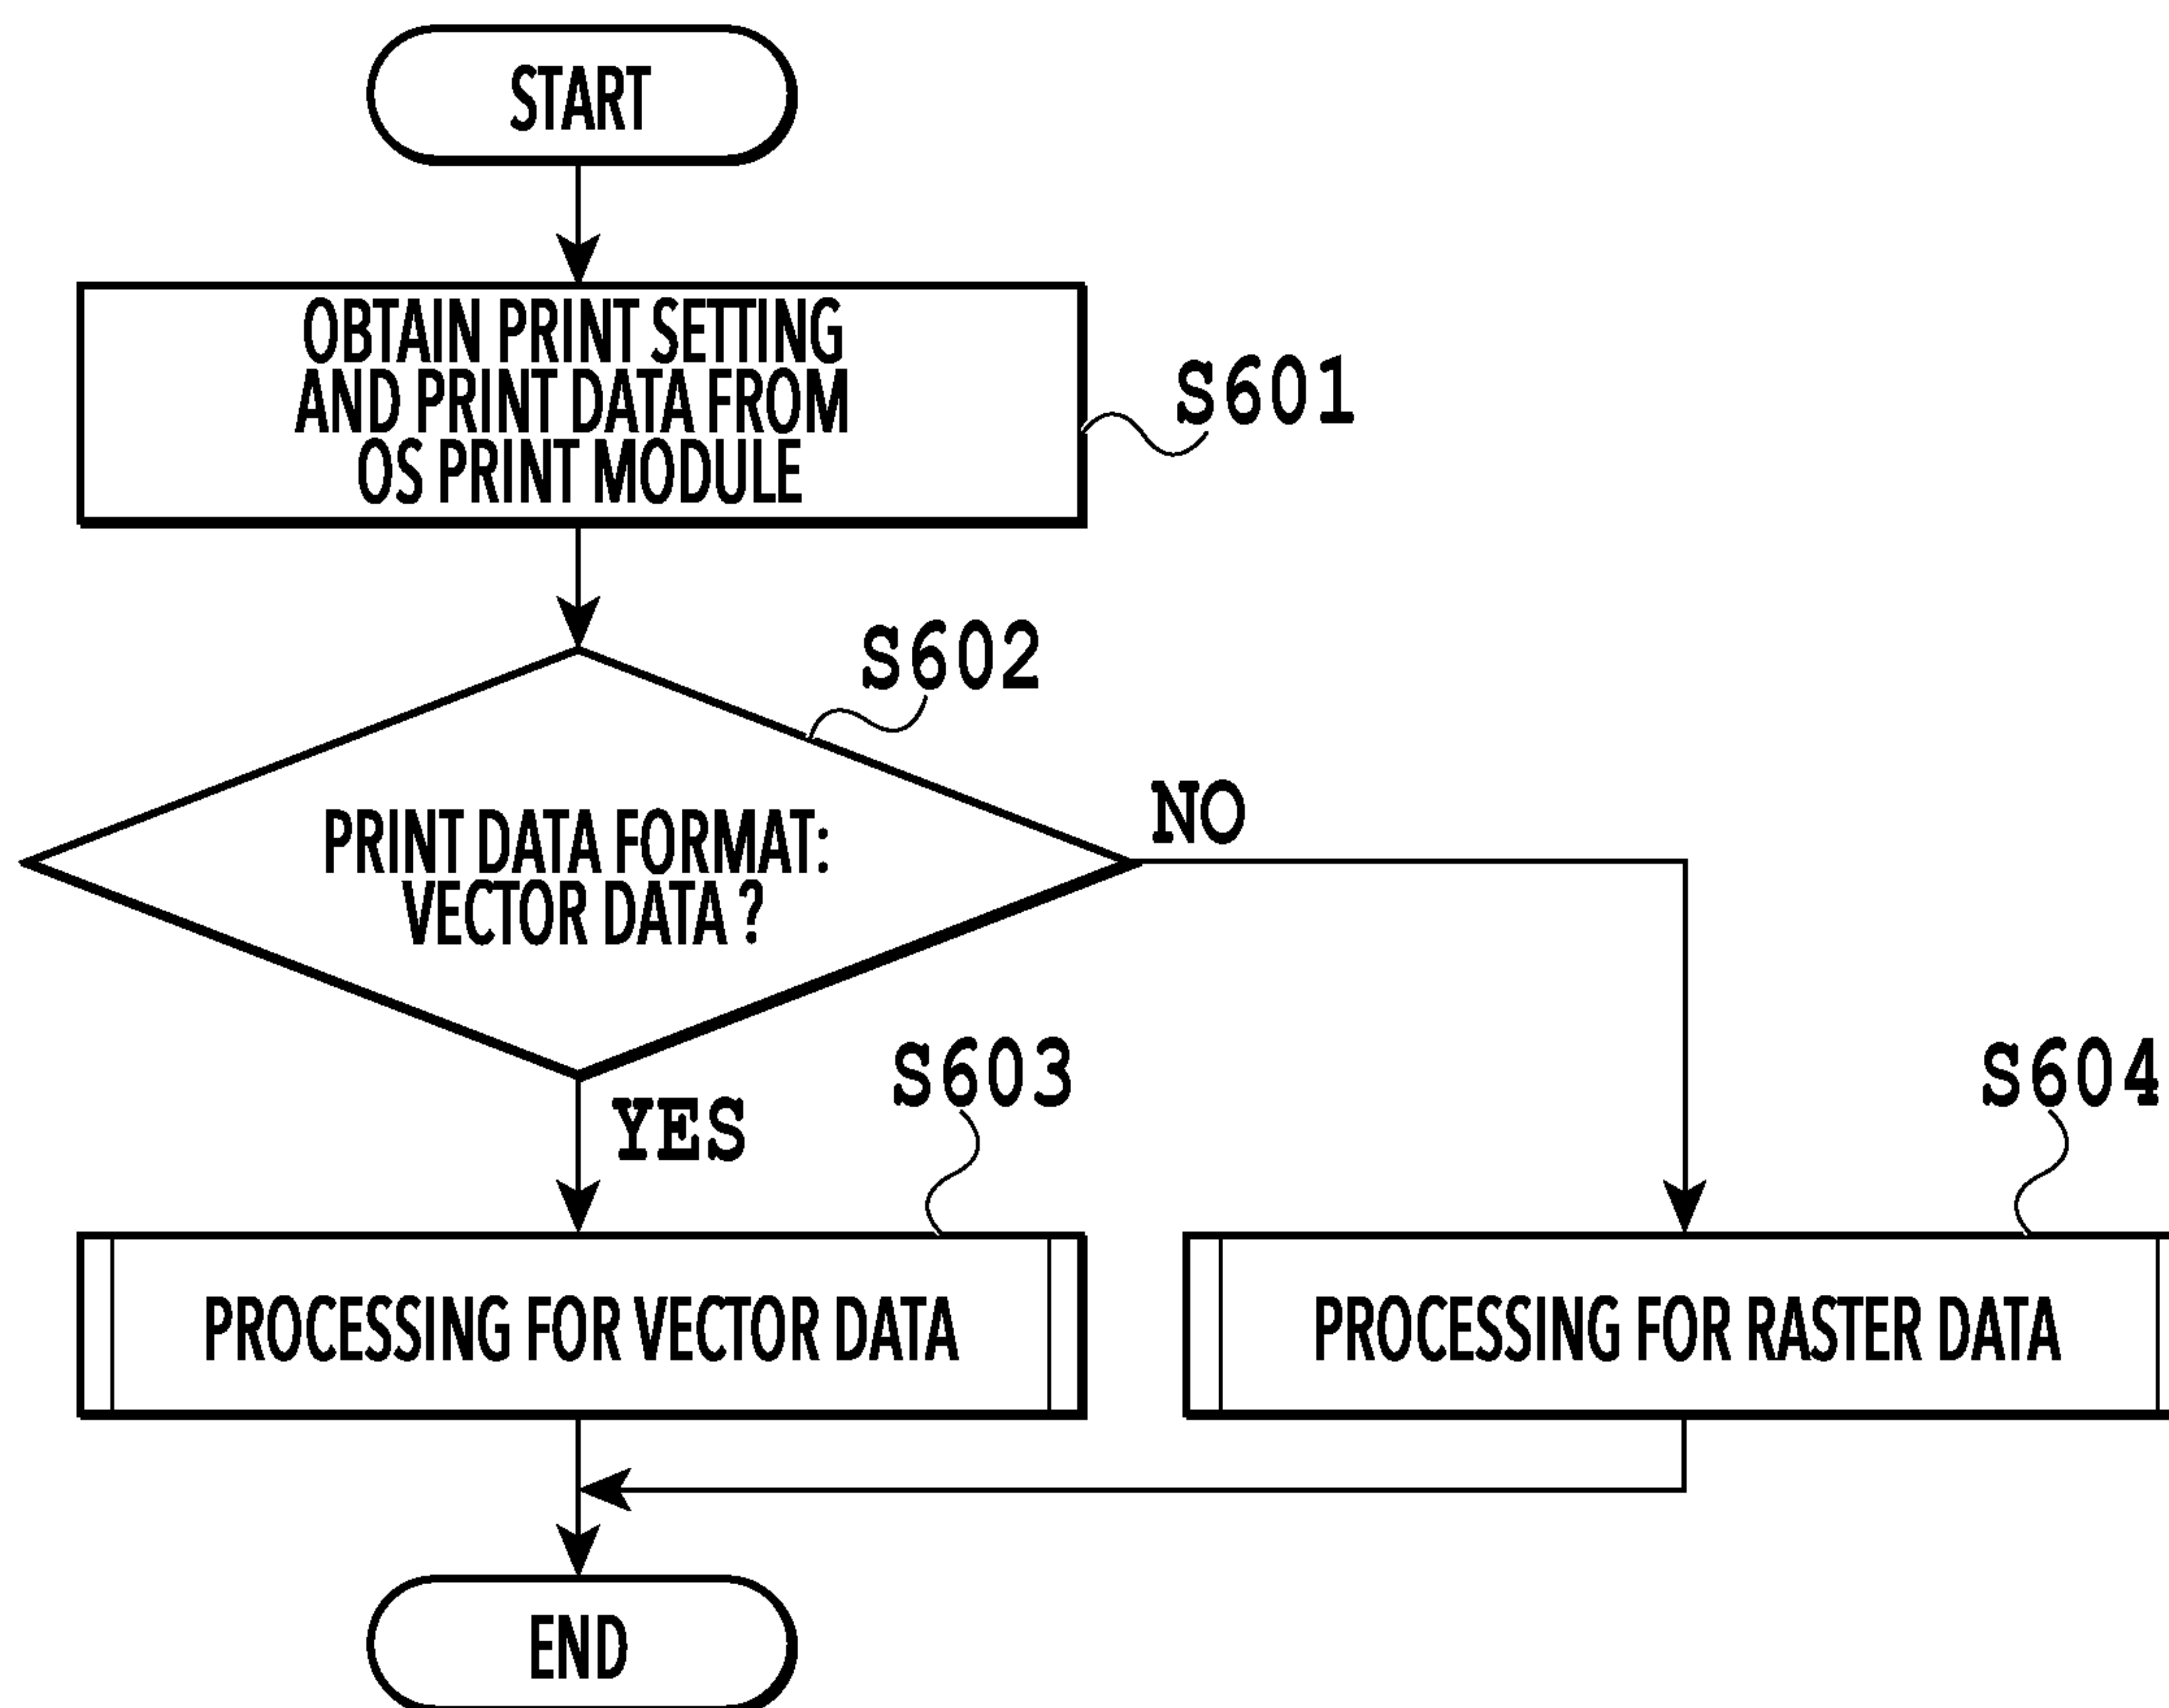 START
OBTAIN PRINT SETTING
AND PRINT DATA FROM
OS PRINT MODULE
S601
S602
PRINT DATA FORMAT:
VECTOR DATA ?
NO
YES
S603
S604
PROCESSING FOR VECTOR DATA
PROCESSING FOR RASTER DATA
END